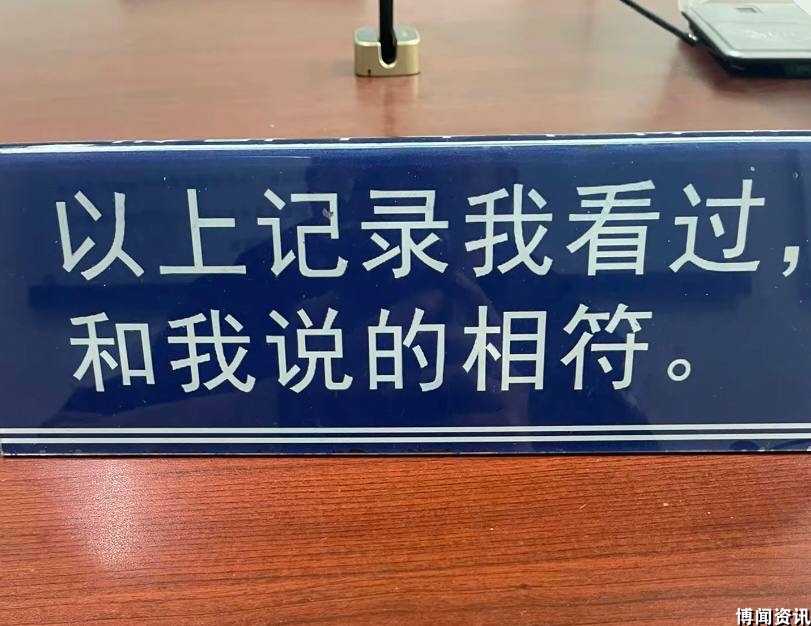 以上记录我看过，
和我说的相符。
博闻资讯